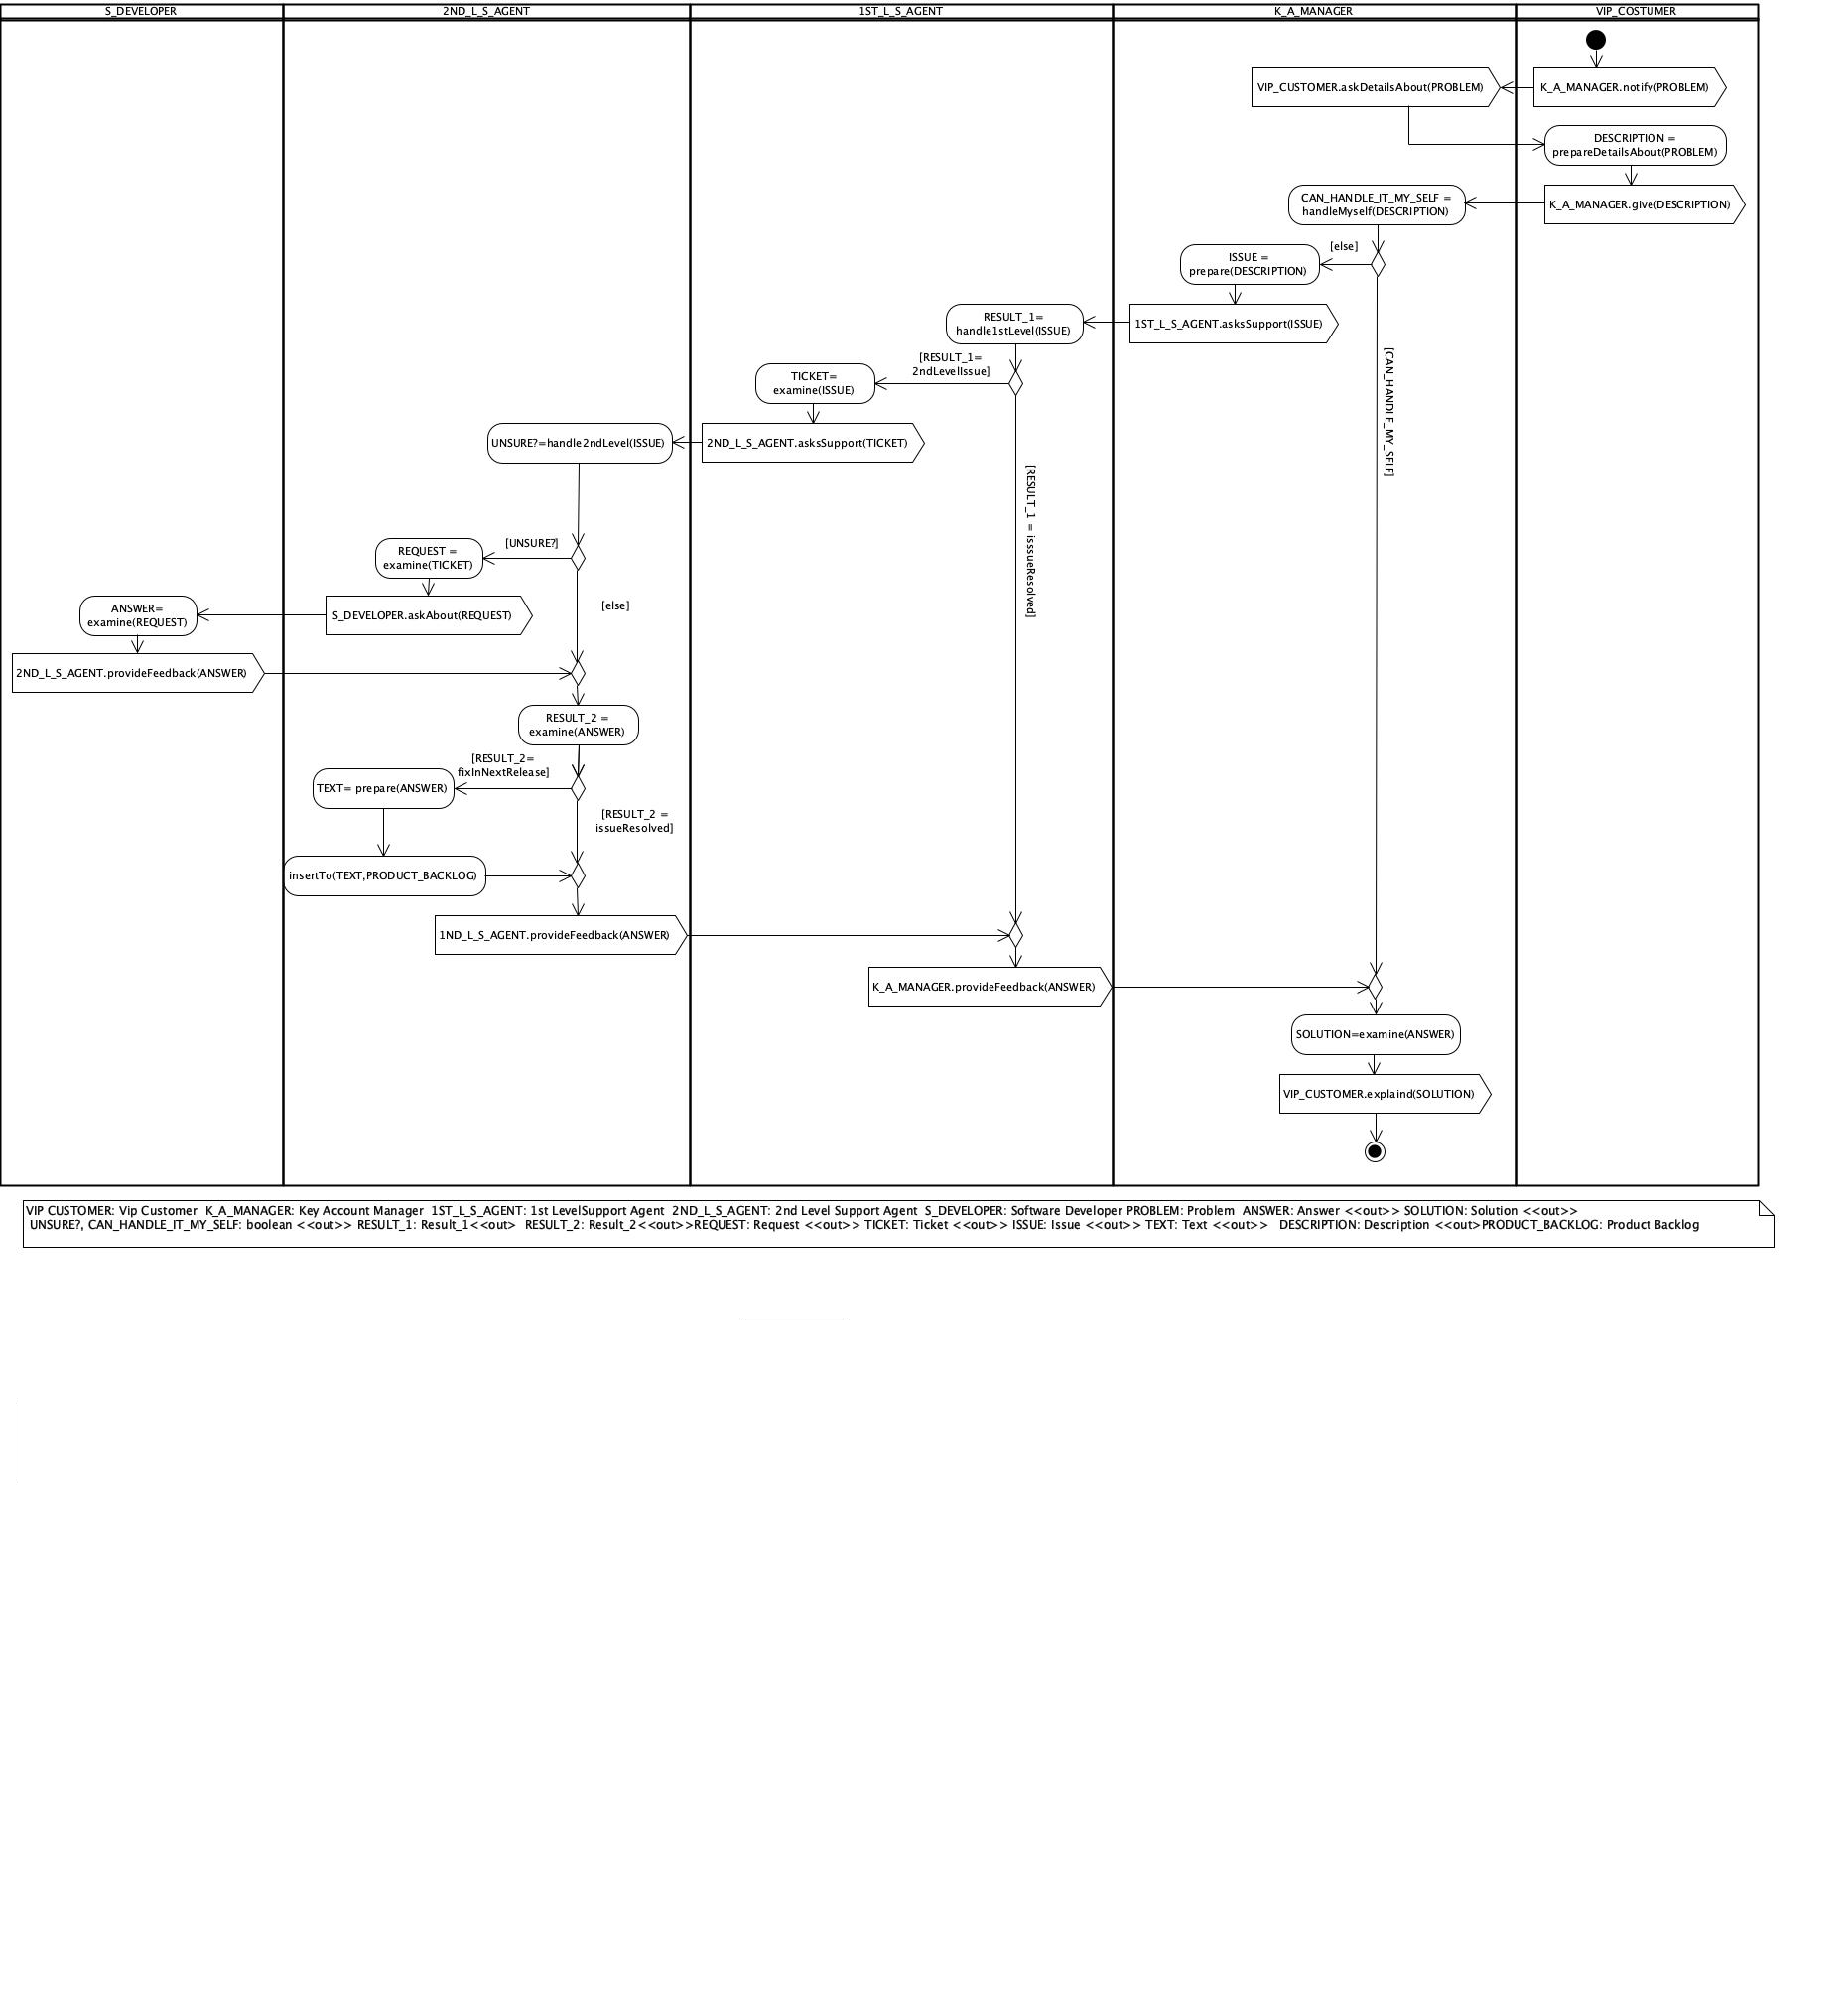 S_DEVELOPER
2ND_L_S_AGENT
1ST_L_S_AGENT
K_A_MANAGER
VIP_COSTUMER
VIP_CUSTOMER.askDetailsAbout(PROBLEM)
K_A_MANAGER.notify(PROBLEM)
DESCRIPTION =
prepareDetailsAbout(PROBLEM)
CAN_HANDLE_IT_MY_SELF =
handleMyself(DESCRIPTION)
K_A_MANAGER.give(DESCRIPTION)
[else]
ISSUE =
prepare(DESCRIPTION)
RESULT_1=
handle1stLevel(ISSUE)
1ST_L_S_AGENT.asksSupport(ISSUE)
[CAN_HANDLE_MY_SELF]
[RESULT_1=
2ndLevelIssue]
TICKET=
examine(ISSUE)
UNSURE?=handle2ndLevel(ISSUE)
2ND_L_S_AGENT.asksSupport(TICKET)
[RESULT_1 = isssueResolved]
[UNSURE?]
REQUEST =
examine(TICKET)
[else]
ANSWER=
examine(REQUEST)
S_DEVELOPER.askAbout(REQUEST)
2ND_L_S_AGENT.provideFeedback(ANSWER)
RESULT_2 =
examine(ANSWER)
[RESULT_2=
fixInNextRelease]
TEXT= prepare(ANSWER)
[RESULT_2 =
issueResolved]
insertTo(TEXT,PRODUCT_BACKLOG)
1ND_L_S_AGENT.provideFeedback(ANSWER)
K_A_MANAGER.provideFeedback(ANSWER)
SOLUTION=examine(ANSWER)
VIP_CUSTOMER.explaind(SOLUTION)
VIP CUSTOMER: Vip Customer  K_A_MANAGER: Key Account Manager  1ST_L_S_AGENT: 1st LevelSupport Agent  2ND_L_S_AGENT: 2nd Level Support Agent  S_DEVELOPER: Software Developer PROBLEM: Problem  ANSWER: Answer <<out>> SOLUTION: Solution <<out>>
UNSURE?, CAN_HANDLE_IT_MY_SELF: boolean <<out>> RESULT_1: Result_1<<out>  RESULT_2: Result_2<<out>>REQUEST: Request <<out>> TICKET: Ticket <<out>> ISSUE: Issue <<out>> TEXT: Text <<out>>   DESCRIPTION: Description <<out>PRODUCT_BACKLOG: Product Backlog